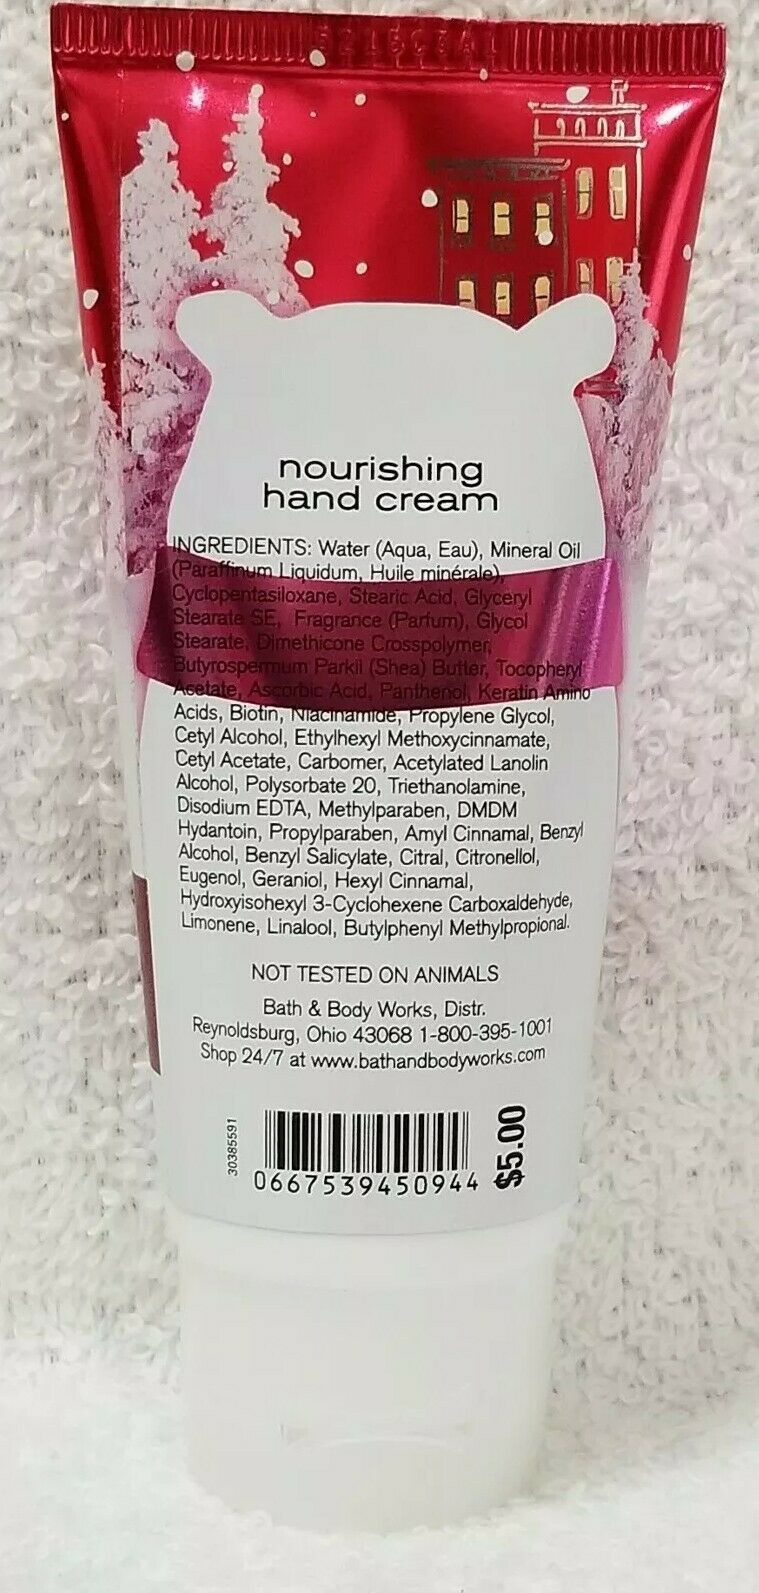 nourishing
hand cream
INGREDIENTS: Water (Aqua, Eau), Mineral Oil
(Paraffinum Liquidum, Huile minérale),
Cyclopentasiloxane, Stearic Acid, Glyceryl
Stearate SE, Fragrance (Parfum), Glycol
Stearate, Dimethicone Crosspolymer,
Butyrospermum Parkii (Shea) Butter, Tocopheryl
Acetate, Ascorbic Acid, Panthenol, Keratin Amino
Acids, Biotin, Niacinamide, Propylene Glycol,
Cetyl Alcohol, Ethylhexyl Methoxycinnamate,
Cetyl Acetate, Carbomer, Acetylated Lanolin
Alcohol, Polysorbate 20, Triethanolamine,
Disodium EDTA, Methylparaben, DMDM
Hydantoin, Propylparaben, Amyl Cinnamal, Benzyl
Alcohol, Benzyl Salicylate, Citral, Citronellol,
Eugenol, Geraniol, Hexyl Cinnamal,
Hydroxyisohexyl 3-Cyclohexene Carboxaldehyde,
Limonene, Linalool, Butylphenyl Methylpropional.
NOT TESTED ON ANIMALS
Bath & Body Works, Distr.
Reynoldsburg, Ohio 43068 1-800-395-1001
Shop 24/7 at www.bathandbodyworks.com
30385591
0667539450944
$5.00